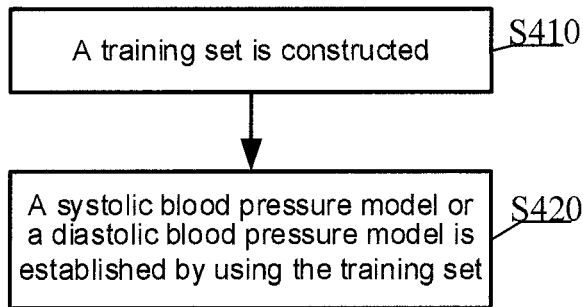 S410
A training set is constructed
S420
A systolic blood pressure model or
a diastolic blood pressure model is
established by using the training set